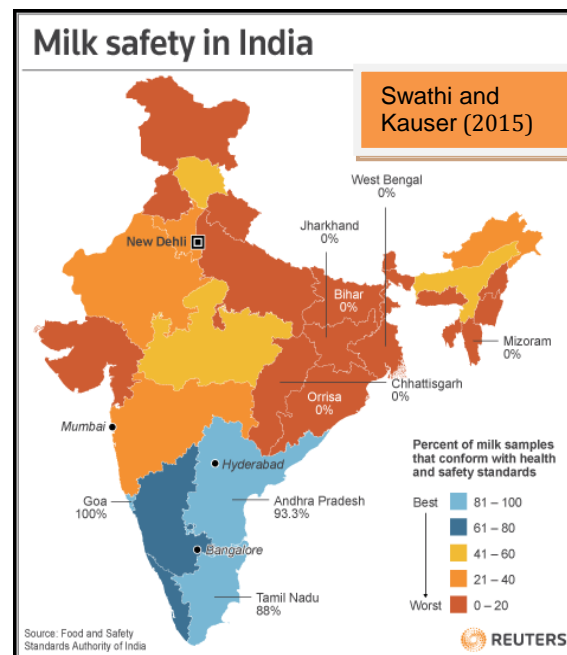 Milk safety in India
Swathi and
Kauser (2015)
West Bengal
0%
Jharkhand
0%
New Dehli
Bihar
0%
Mizoram
0%
Chhattisgarh
0%
Orrisa
0%
Mumbai
Hyderabad
Goa
100%
Andhra Pradesh
93.3%
Bangalore
Tamil Nadu
88%
Percent of milk samples
that conform with health
and safety standards
Best
81 – 100
61 – 80
41 – 60
21 – 40
Worst
0 – 20
Source: Food and Safety
Standards Authority of India
REUTERS